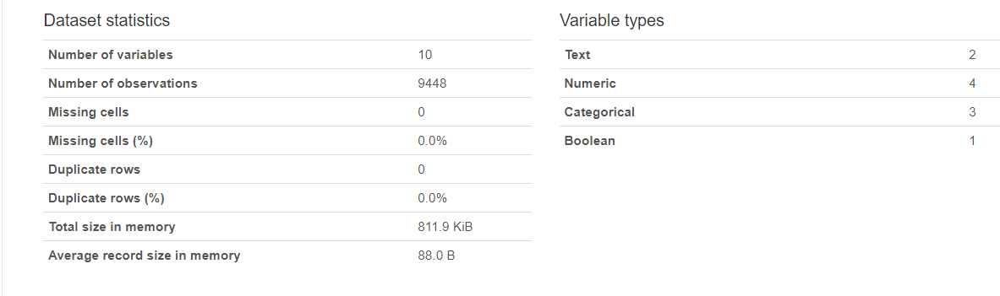 Dataset statistics
Number of variables 10
Number of observations 9448
Missing cells 0
Missing cells (%) 0.0%
Duplicate rows 0
Duplicate rows (%) 0.0%
Total size in memory 811.9 KiB
Average record size in memory 88.0 B
Variable types
Text 2
Numeric 4
Categorical 3
Boolean 1